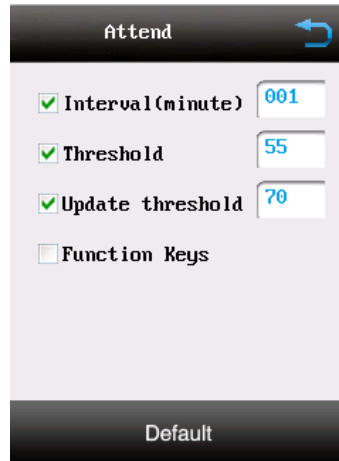 Attend
Interval(minute) 001
Threshold 55
Update threshold 70
Function Keys
Default